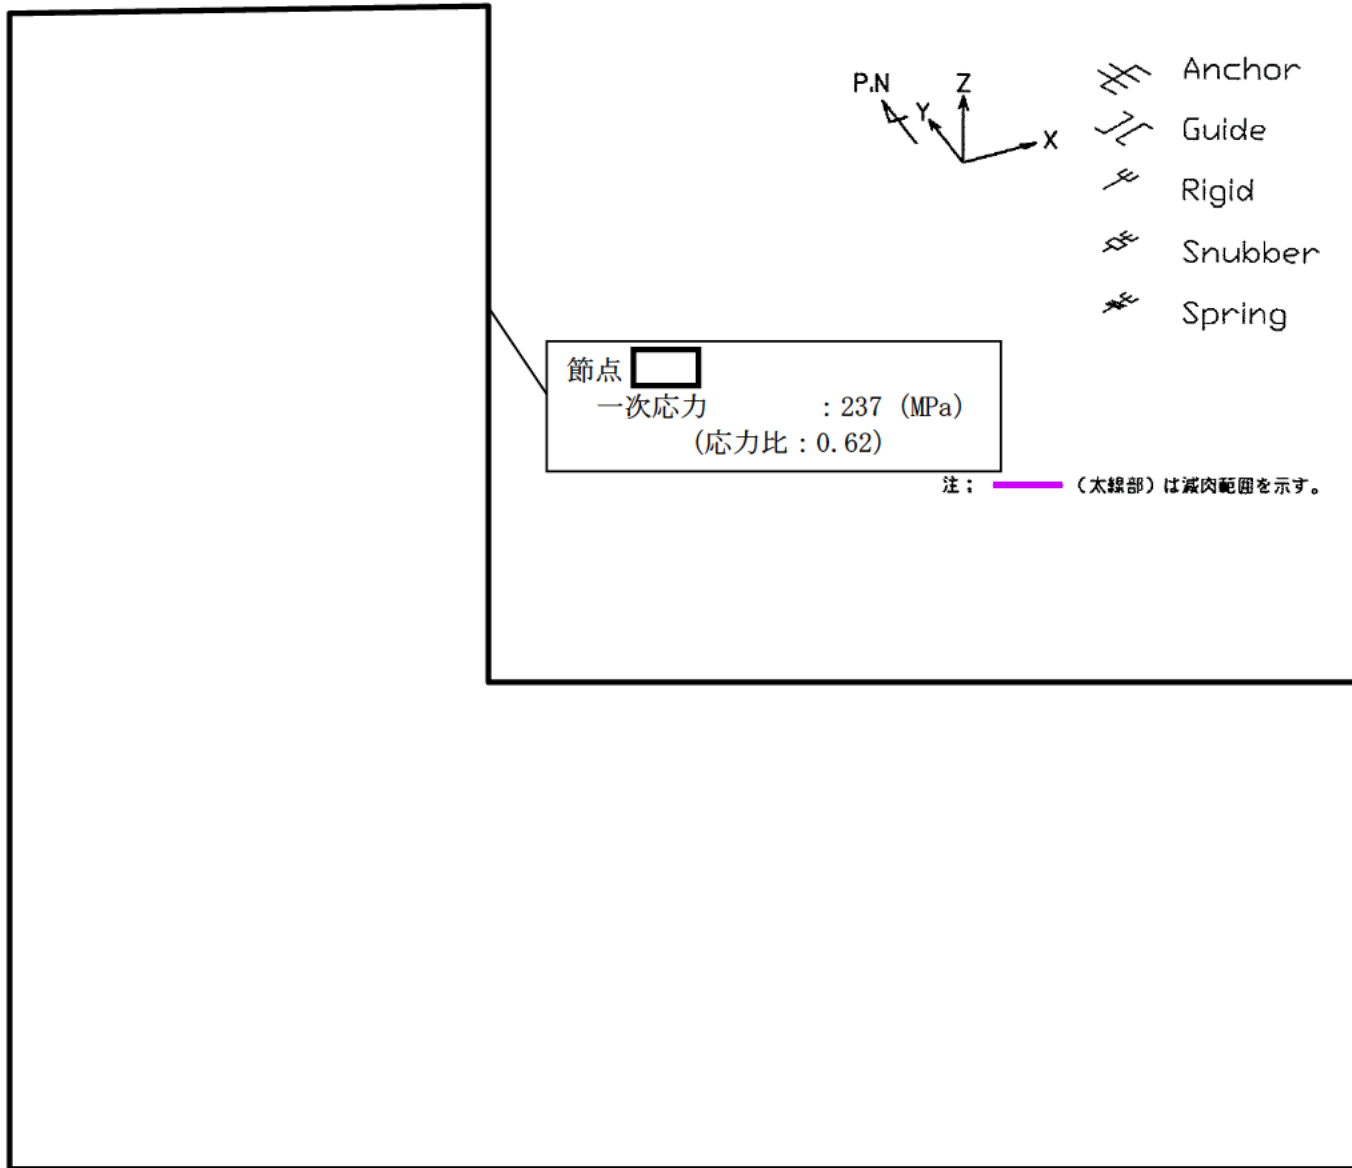 P.N
Y
Z
X
Anchor
Guide
Rigid
Snubber
Spring
節点
一次応力 : 237 (MPa)
(応力比:0.62)
注: (太線部)は減肉範囲を示す。